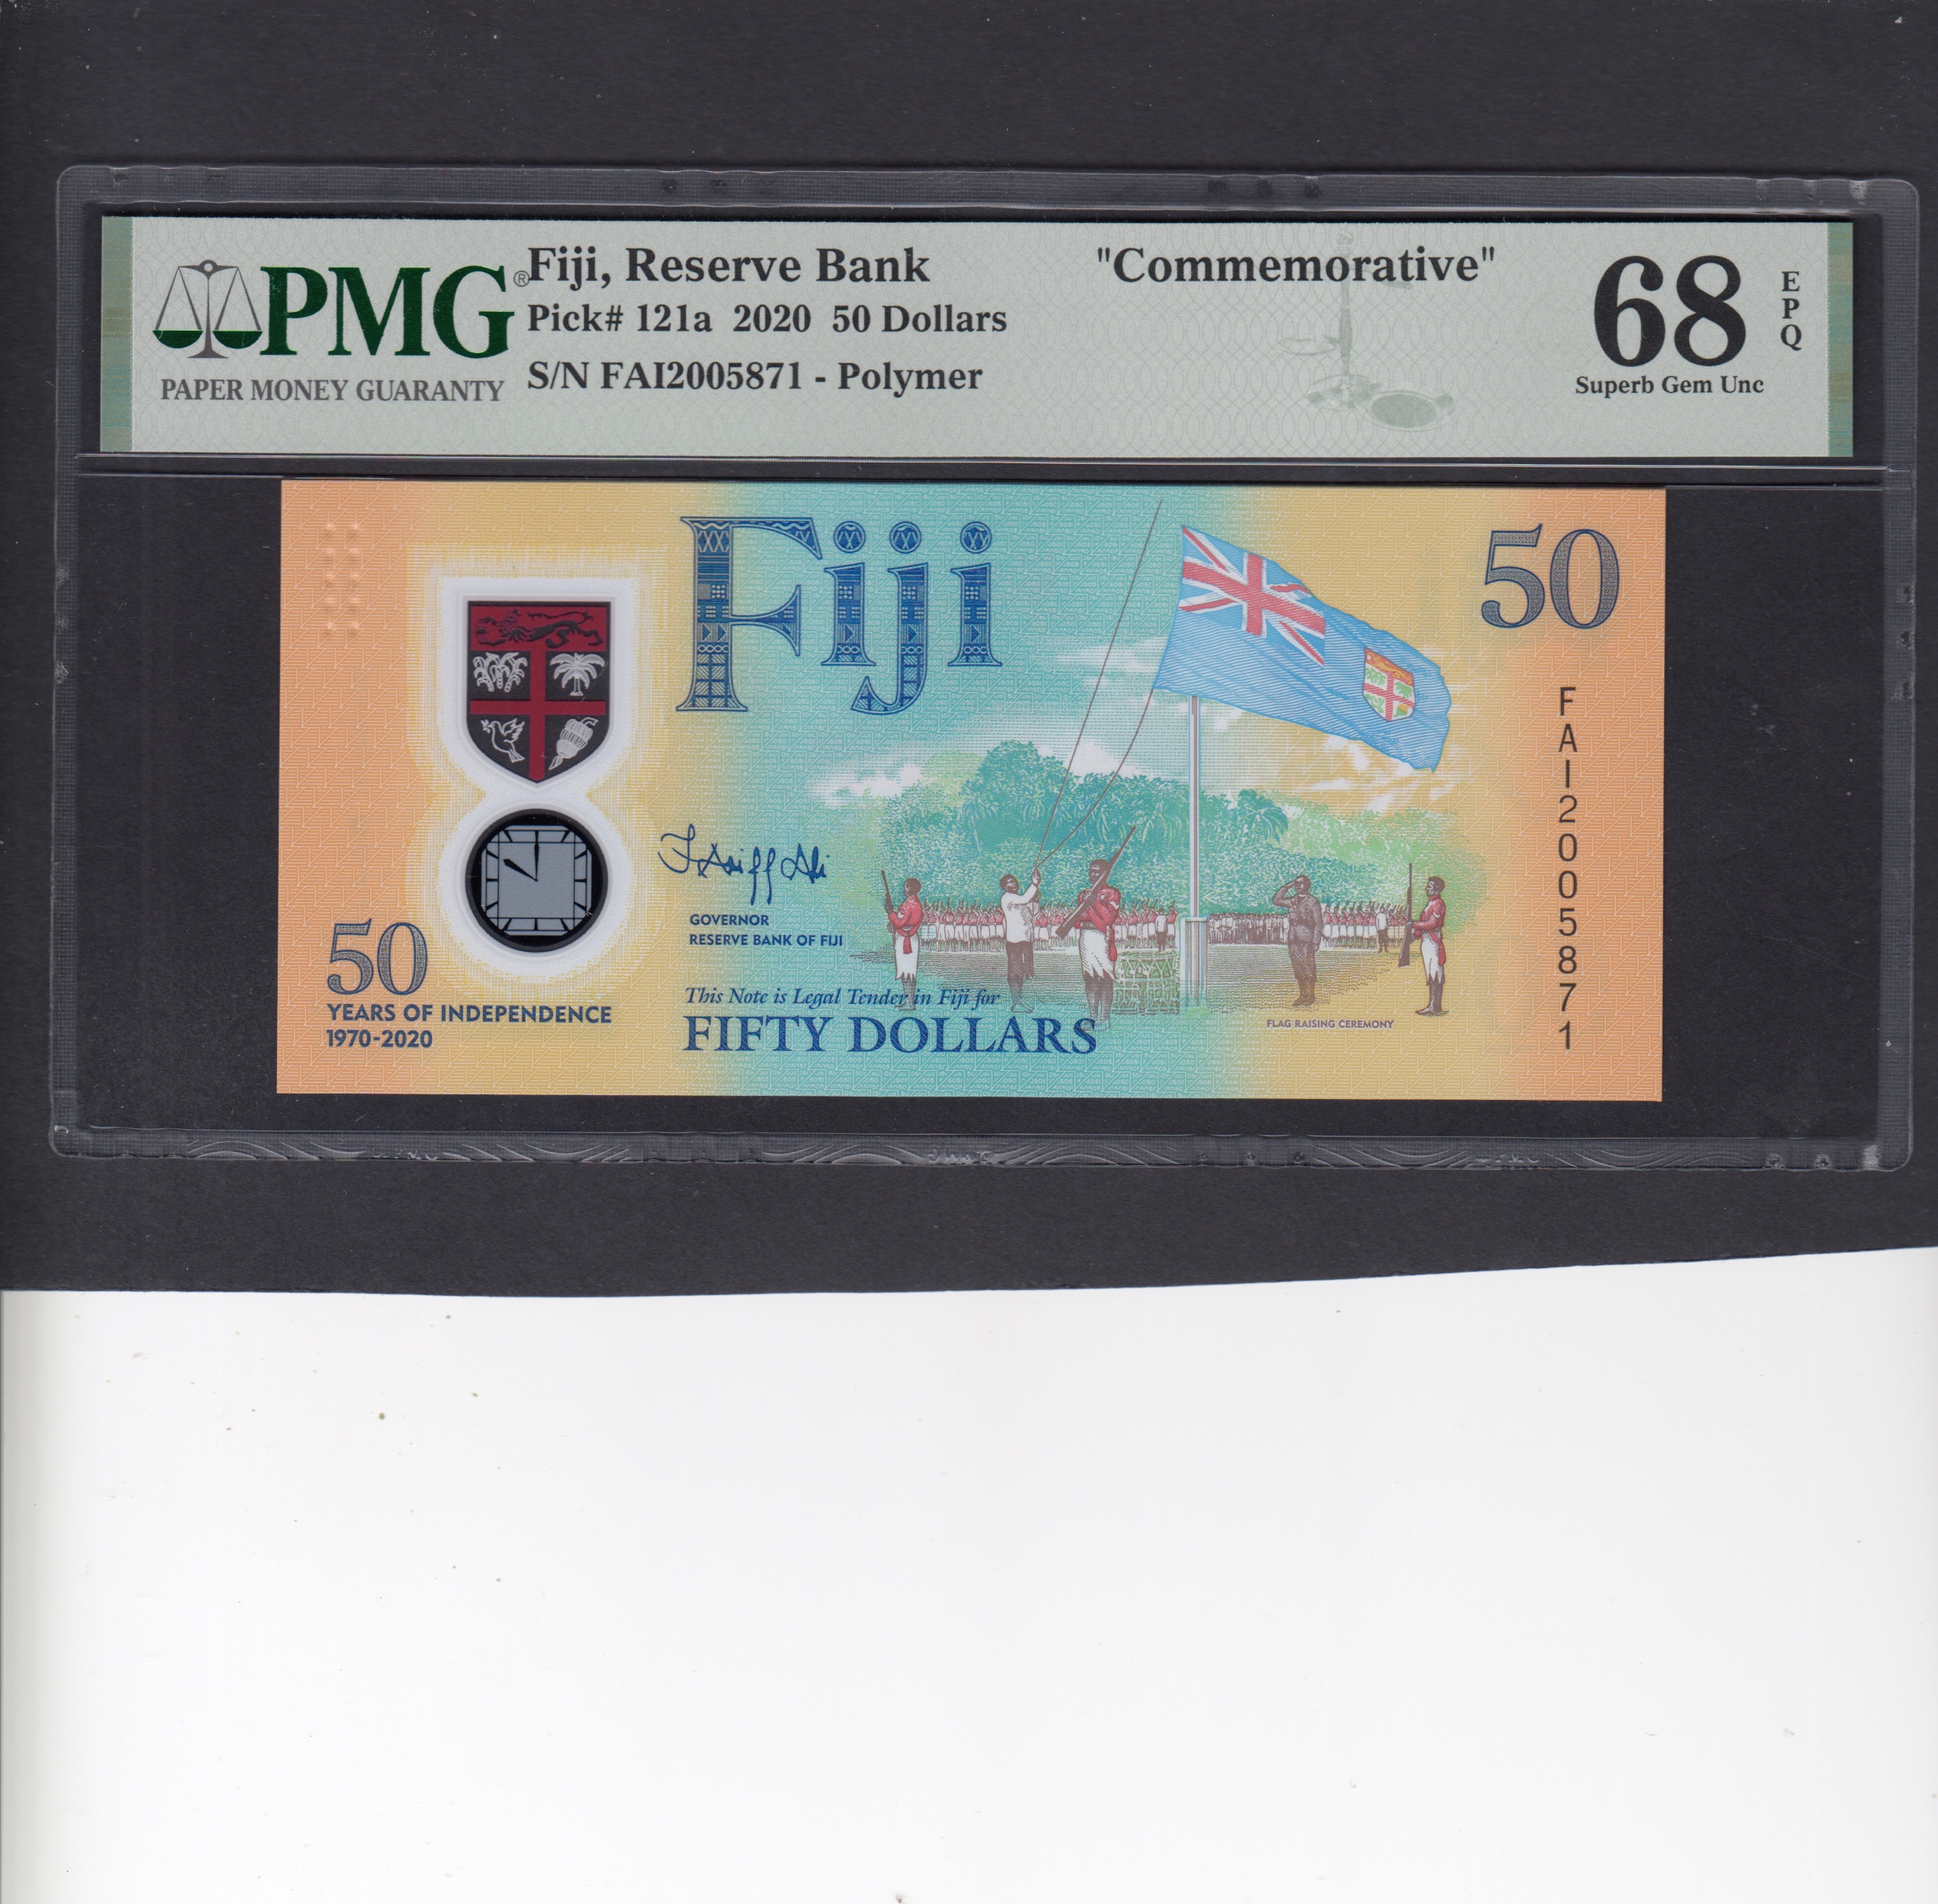 PMG®
PAPER MONEY GUARANTY
Fiji, Reserve Bank "Commemorative"
Pick# 121a 2020 50 Dollars
S/N FAI2005871 - Polymer
68
EPQ
Superb Gem Unc
Fiji
50
FAI2005871
GOVERNOR
RESERVE BANK OF FIJI
50
YEARS OF INDEPENDENCE
1970-2020
This Note is Legal Tender in Fiji for
FIFTY DOLLARS
FLAG RAISING CEREMONY